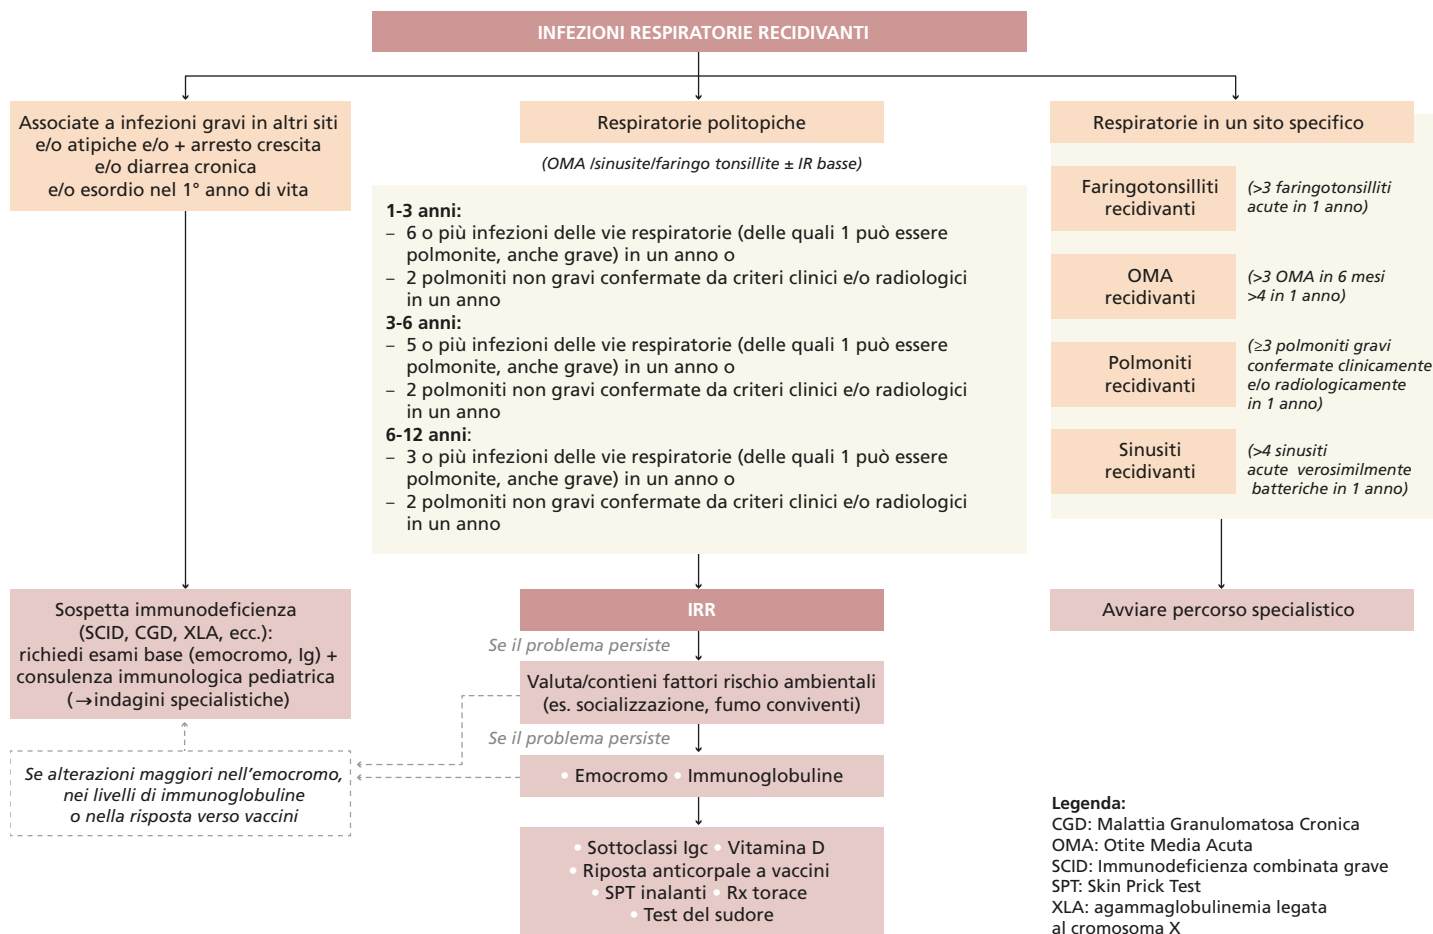 INFEZIONI RESPIRATORIE RECIDIVANTI
Associate a infezioni gravi in altri siti
e/o atipiche e/o + arresto crescita
e/o diarrea cronica
e/o esordio nel 1° anno di vita
Respiratorie politopiche
(OMA /sinusite/faringo tonsillite ± IR basse)
1-3 anni:
– 6 o più infezioni delle vie respiratorie (delle quali 1 può essere
polmonite, anche grave) in un anno o
– 2 polmoniti non gravi confermate da criteri clinici e/o radiologici
in un anno
3-6 anni:
– 5 o più infezioni delle vie respiratorie (delle quali 1 può essere
polmonite, anche grave) in un anno o
– 2 polmoniti non gravi confermate da criteri clinici e/o radiologici
in un anno
6-12 anni:
– 3 o più infezioni delle vie respiratorie (delle quali 1 può essere
polmonite, anche grave) in un anno o
– 2 polmoniti non gravi confermate da criteri clinici e/o radiologici
in un anno
Respiratorie in un sito specifico
Faringotonsilliti
recidivanti
(>3 faringotonsilliti
acute in 1 anno)
OMA
recidivanti
(>3 OMA in 6 mesi
>4 in 1 anno)
Polmoniti
recidivanti
(≥3 polmoniti gravi
confermate clinicamente
e/o radiologicamente
in 1 anno)
Sinusiti
recidivanti
(>4 sinusiti
acute verosimilmente
batteriche in 1 anno)
Sospetta immunodeficienza
(SCID, CGD, XLA, ecc.):
richiedi esami base (emocromo, Ig) +
consulenza immunologica pediatrica
(→indagini specialistiche)
Se alterazioni maggiori nell’emocromo,
nei livelli di immunoglobuline
o nella risposta verso vaccini
IRR
Se il problema persiste
Valuta/contieni fattori rischio ambientali
(es. socializzazione, fumo conviventi)
Se il problema persiste
• Emocromo • Immunoglobuline
• Sottoclassi Igc • Vitamina D
• Riposta anticorpale a vaccini
• SPT inalanti • Rx torace
• Test del sudore
Avviare percorso specialistico
Legenda:
CGD: Malattia Granulomatosa Cronica
OMA: Otite Media Acuta
SCID: Immunodeficienza combinata grave
SPT: Skin Prick Test
XLA: agammaglobulinemia legata
al cromosoma X